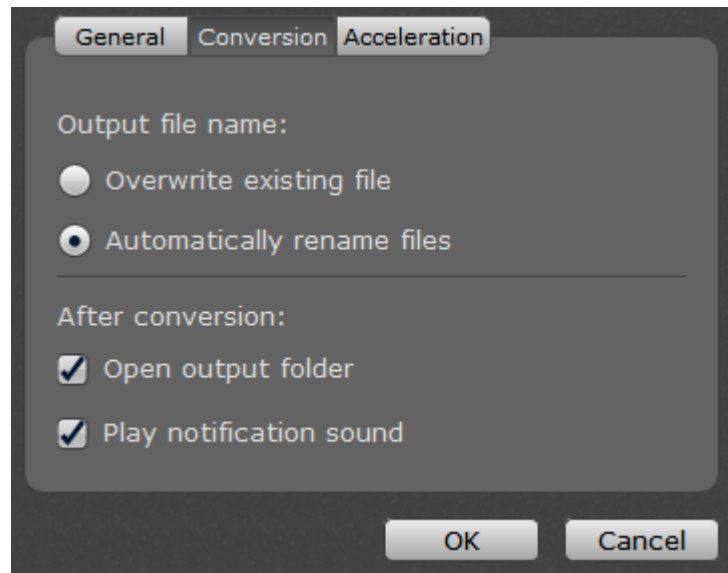 General Conversion Acceleration
Output file name:
Overwrite existing file
Automatically rename files
After conversion:
Open output folder
Play notification sound
OK Cancel